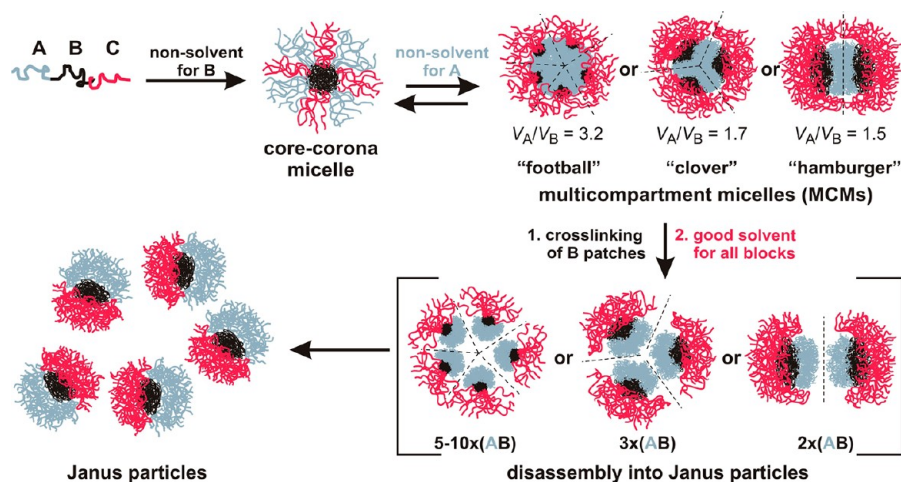 A B C
non-solvent
for B
core-corona
micelle
non-solvent
for A
or
or
V_A/V_B = 3.2
V_A/V_B = 1.7
V_A/V_B = 1.5
“football”
“clover”
“hamburger”
multicompartment micelles (MCMs)
1. crosslinking
of B patches
2. good solvent
for all blocks
or
or
5-10x(AB)
3x(AB)
2x(AB)
disassembly into Janus particles
Janus particles